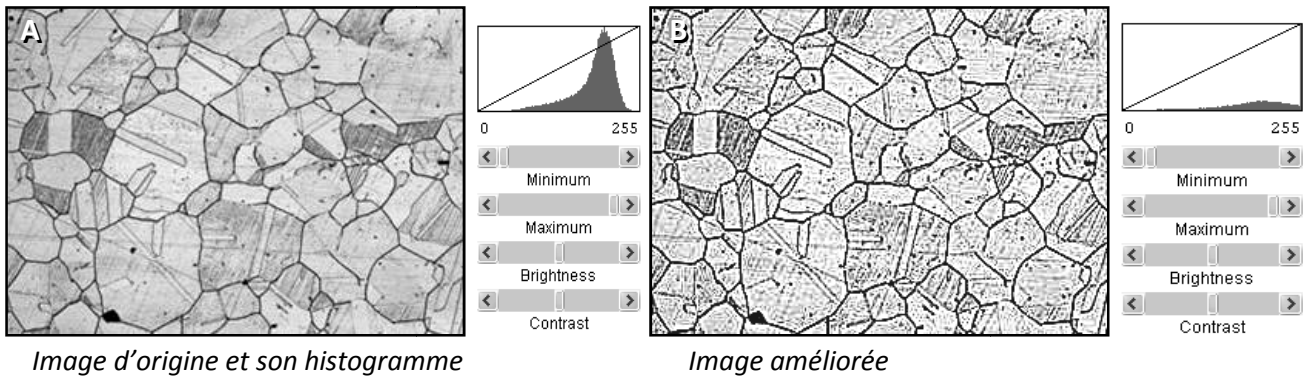 A
0 255
Minimum
Maximum
Brightness
Contrast
B
0 255
Minimum
Maximum
Brightness
Contrast
Image d'origine et son histogramme
Image améliorée